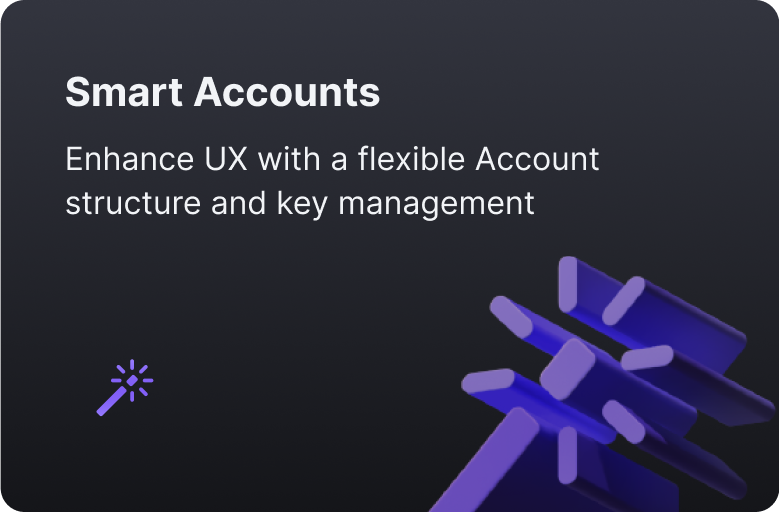 Smart Accounts
Enhance UX with a flexible Account
structure and key management